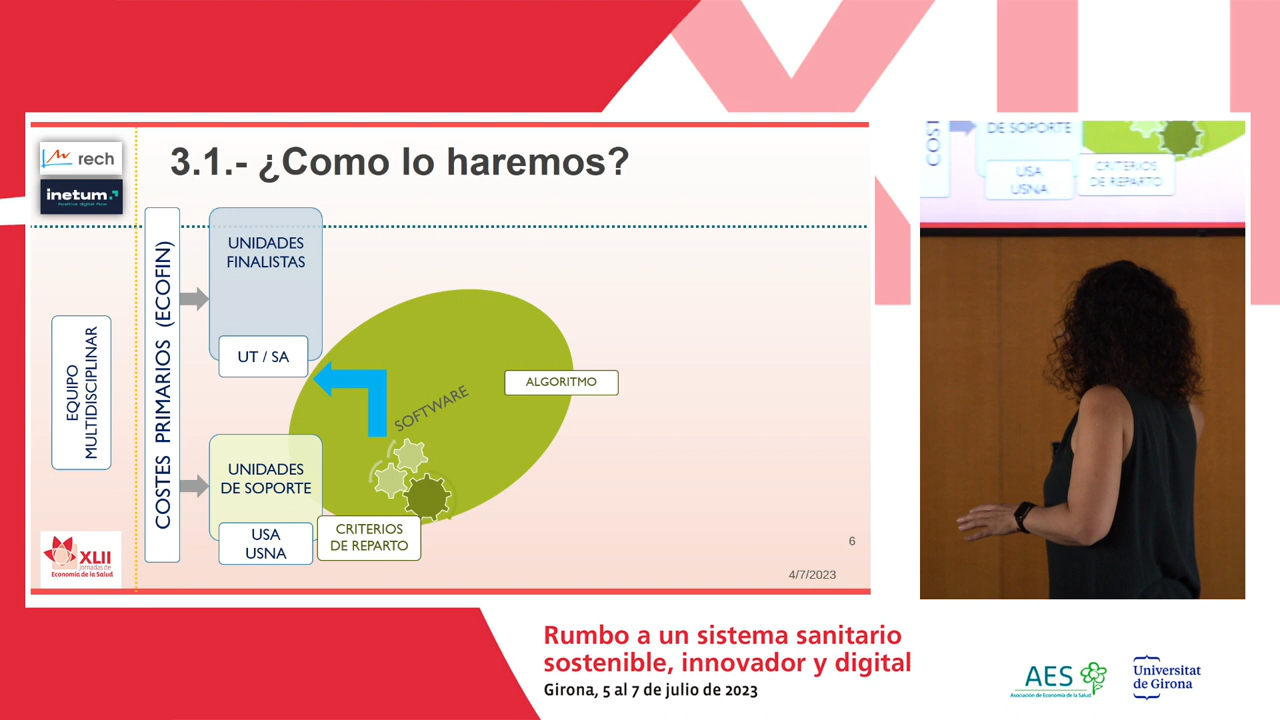 rech
inetum.
3.1.- ¿Como lo haremos?
EQUIPO
MULTIDISCIPLINAR
COSTES PRIMARIOS (ECOFIN)
UNIDADES
FINALISTAS
UT / SA
SOFTWARE
ALGORITMO
UNIDADES
DE SOPORTE
USA
USNA
CRITERIOS
DE REPARTO
6
4/7/2023
XLII
Jornadas de
Economía de la Salud
COST
DE SOPORTE
USA
USNA
CRITERIOS
DE REPARTO
Rumbo a un sistema sanitario
sostenible, innovador y digital
Girona, 5 al 7 de julio de 2023
AES
Asociación de Economía de la Salud
Universitat
de Girona
XLII